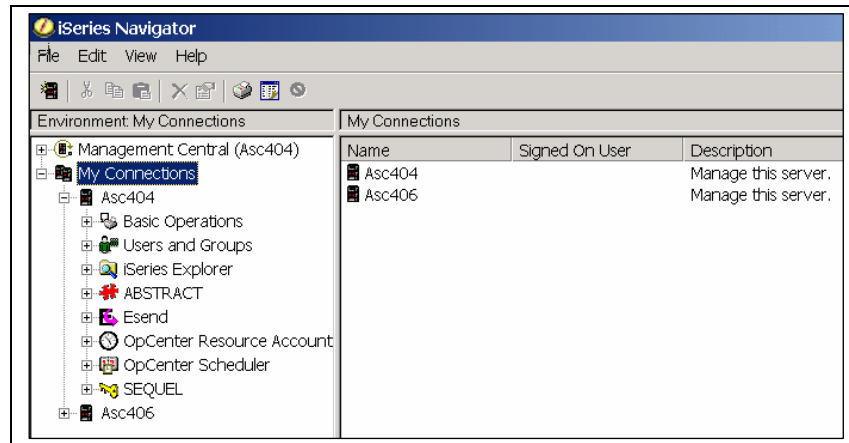 iSeries Navigator
File Edit View Help
Environment: My Connections
My Connections
Management Central (Asc404)
My Connections
Asc404
Basic Operations
Users and Groups
iSeries Explorer
ABSTRACT
Esend
OpCenter Resource Account
OpCenter Scheduler
SEQUEL
Asc406
Name Signed On User Description
Asc404 Manage this server.
Asc406 Manage this server.